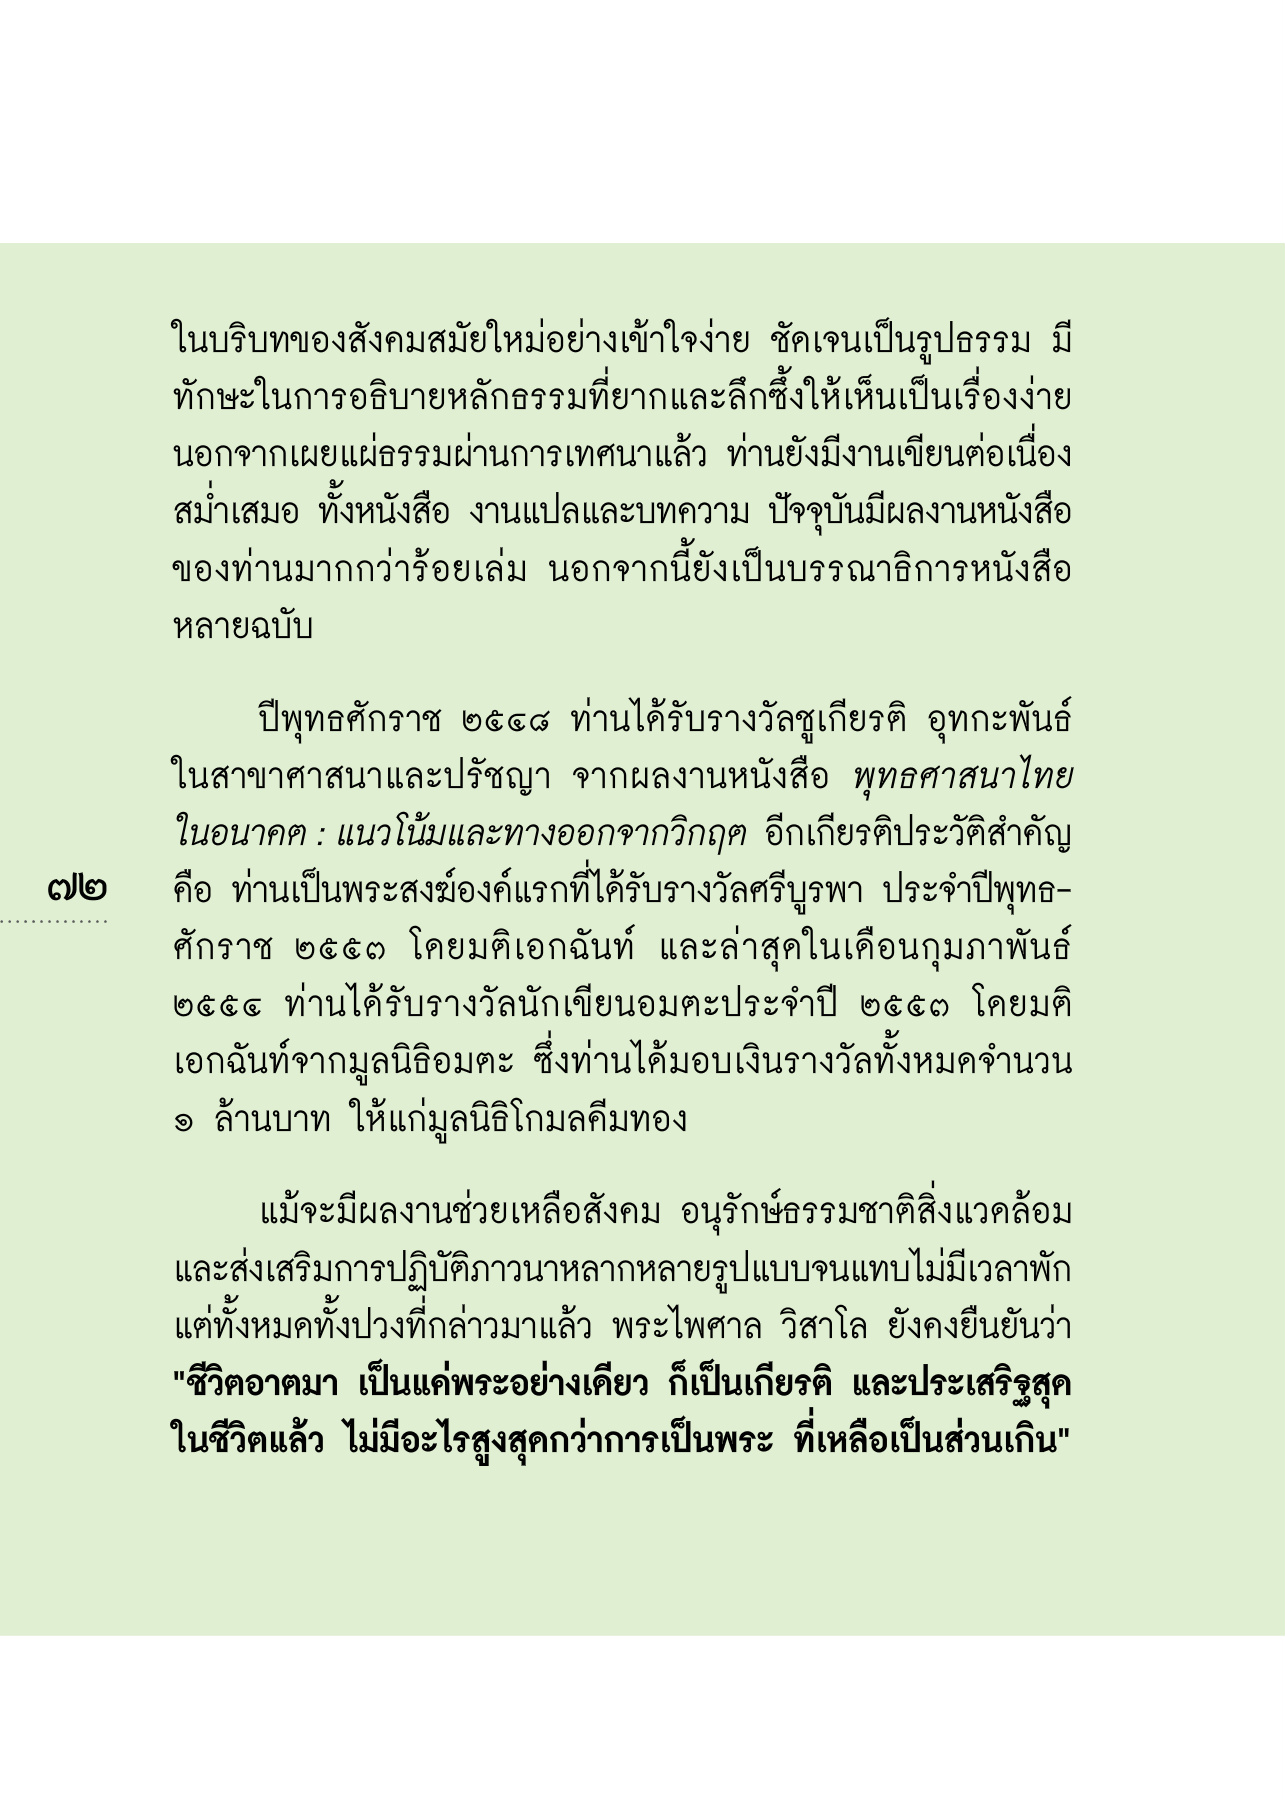 ในบริบทของสังคมสมัยใหม่อย่างเข้าใจง่าย ชัดเจนเป็นรูปธรรม มี
ทักษะในการอธิบายหลักธรรมที่ยากและลึกซึ้งให้เห็นเป็นเรื่องง่าย
นอกจากเผยแผ่ธรรมผ่านการเทศนาแล้ว ท่านยังมีงานเขียนต่อเนื่อง
สม่ำเสมอ ทั้งหนังสือ งานแปลและบทความ ปัจจุบันมีผลงานหนังสือ
ของท่านมากกว่าร้อยเล่ม นอกจากนี้ยังเป็นบรรณาธิการหนังสือ
หลายฉบับ
ปีพุทธศักราช ๒๕๔๘ ท่านได้รับรางวัลชูเกียรติ อุทกะพันธ์
ในสาขาศาสนาและปรัชญา จากผลงานหนังสือ พุทธศาสนาไทย
ในอนาคต : แนวโน้มและทางออกจากวิกฤต อีกเกียรติประวัติสำคัญ
คือ ท่านเป็นพระสงฆ์องค์แรกที่ได้รับรางวัลศรีบูรพา ประจำปีพุทธ-
ศักราช ๒๕๕๓ โดยมติเอกฉันท์ และล่าสุดในเดือนกุมภาพันธ์
๒๕๕๔ ท่านได้รับรางวัลนักเขียนอมตะประจำปี ๒๕๕๓ โดยมติ
เอกฉันท์จากมูลนิธิอมตะ ซึ่งท่านได้มอบเงินรางวัลทั้งหมดจำนวน
๑ ล้านบาท ให้แก่มูลนิธิโกมลคีมทอง
แม้จะมีผลงานช่วยเหลือสังคม อนุรักษ์ธรรมชาติสิ่งแวดล้อม
และส่งเสริมการปฏิบัติภาวนาหลากหลายรูปแบบจนแทบไม่มีเวลาพัก
แต่ทั้งหมดทั้งปวงที่กล่าวมาแล้ว พระไพศาล วิสาโล ยังคงยืนยันว่า
"ชีวิตอาตมา เป็นแค่พระอย่างเดียว ก็เป็นเกียรติ และประเสริฐสุด
ในชีวิตแล้ว ไม่มีอะไรสูงสุดกว่าการเป็นพระ ที่เหลือเป็นส่วนเกิน"
๗๒